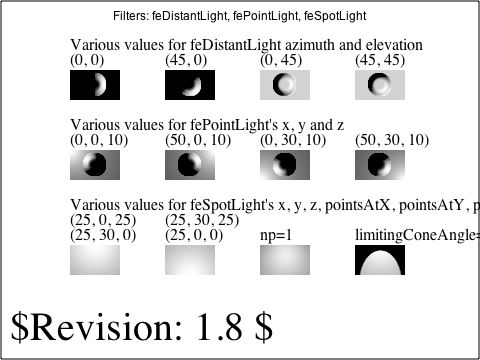 Filters: feDistantLight, fePointLight, feSpotLight
Various values for feDistantLight azimuth and elevation
(0, 0) (45, 0) (0, 45) (45, 45)
Various values for fePointLight's x, y and z
(0, 0, 10) (50, 0, 10) (0, 30, 10) (50, 30, 10)
Various values for feSpotLight's x, y, z, pointsAtX, pointsAtY, p
(25, 0, 25) (25, 30, 25)
(25, 30, 0) (25, 0, 0) np=1 limitingConeAngle=
$Revision: 1.8 $